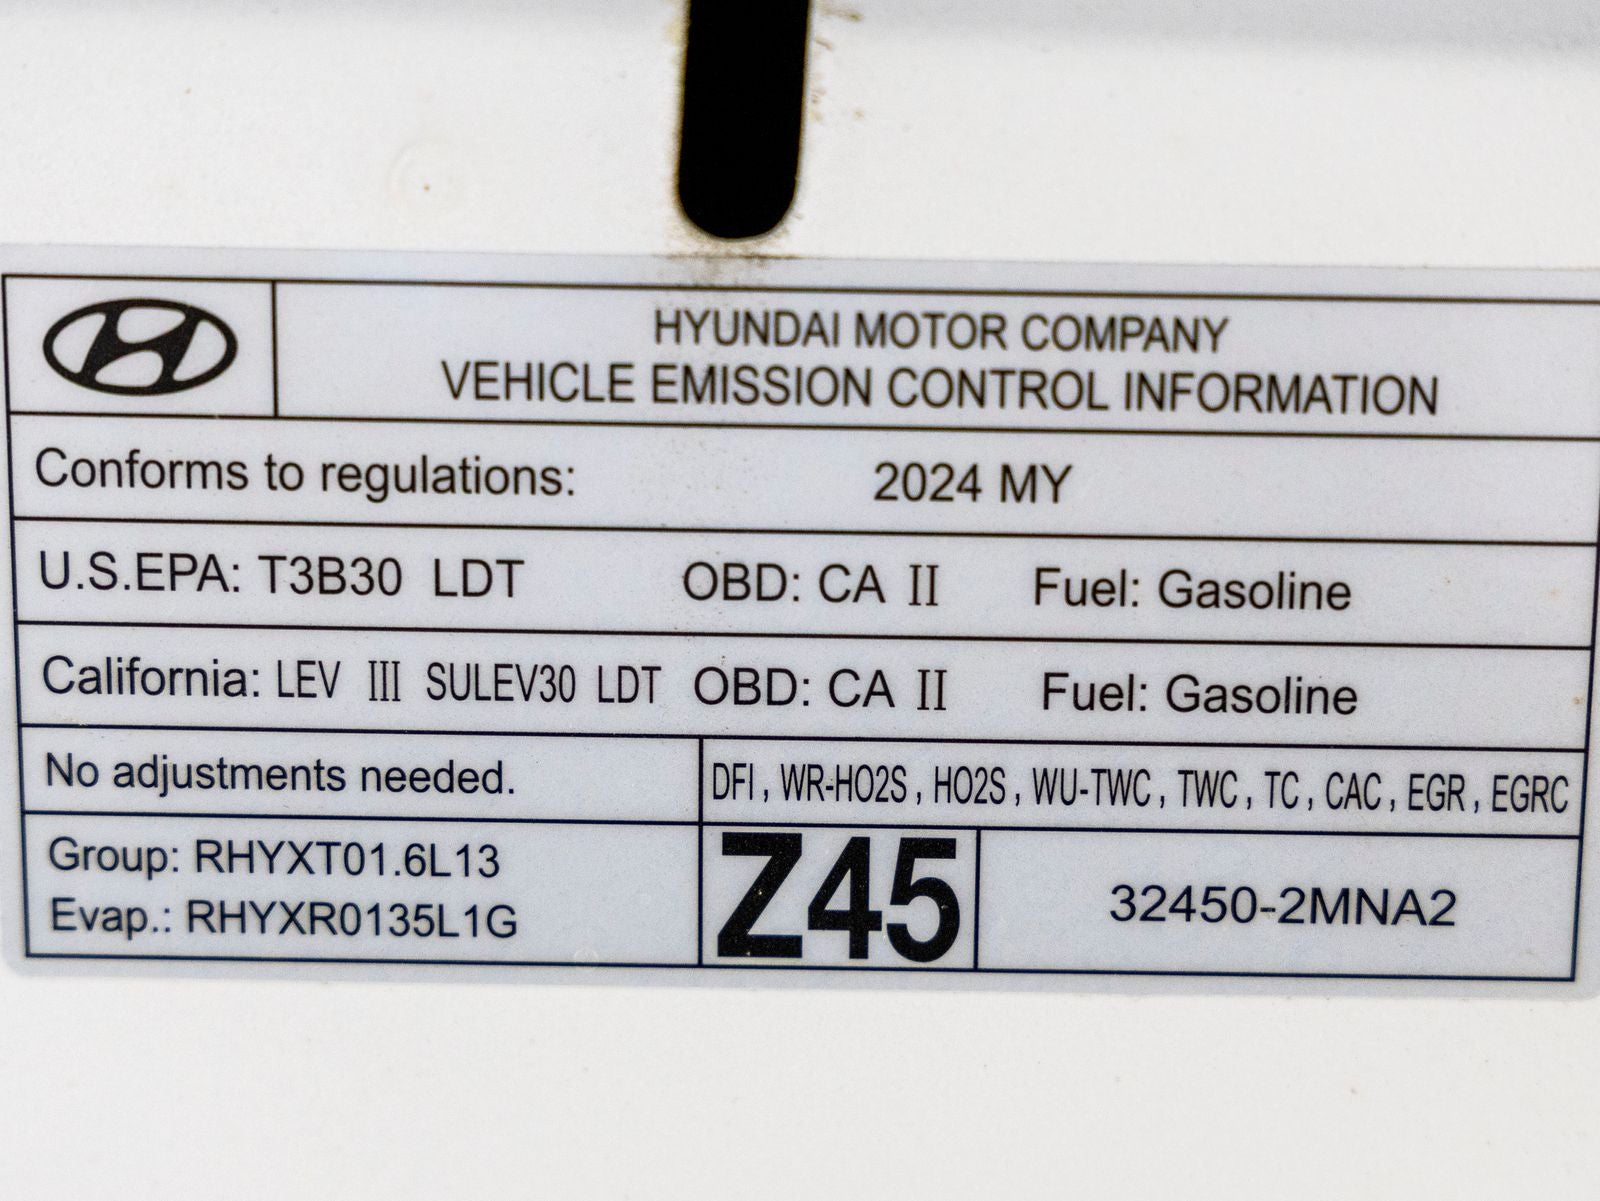 HYUNDAI MOTOR COMPANY
VEHICLE EMISSION CONTROL INFORMATION
Conforms to regulations: 2024 MY
U.S.EPA: T3B30 LDT OBD: CA II Fuel: Gasoline
California: LEV III SULEV30 LDT OBD: CA II Fuel: Gasoline
No adjustments needed. DFI, WR-HO2S, HO2S, WU-TWC, TWC, TC, CAC, EGR, EGRC
Group: RHYXT01.6L13
Evap.: RHYXR0135L1G
Z45
32450-2MNA2